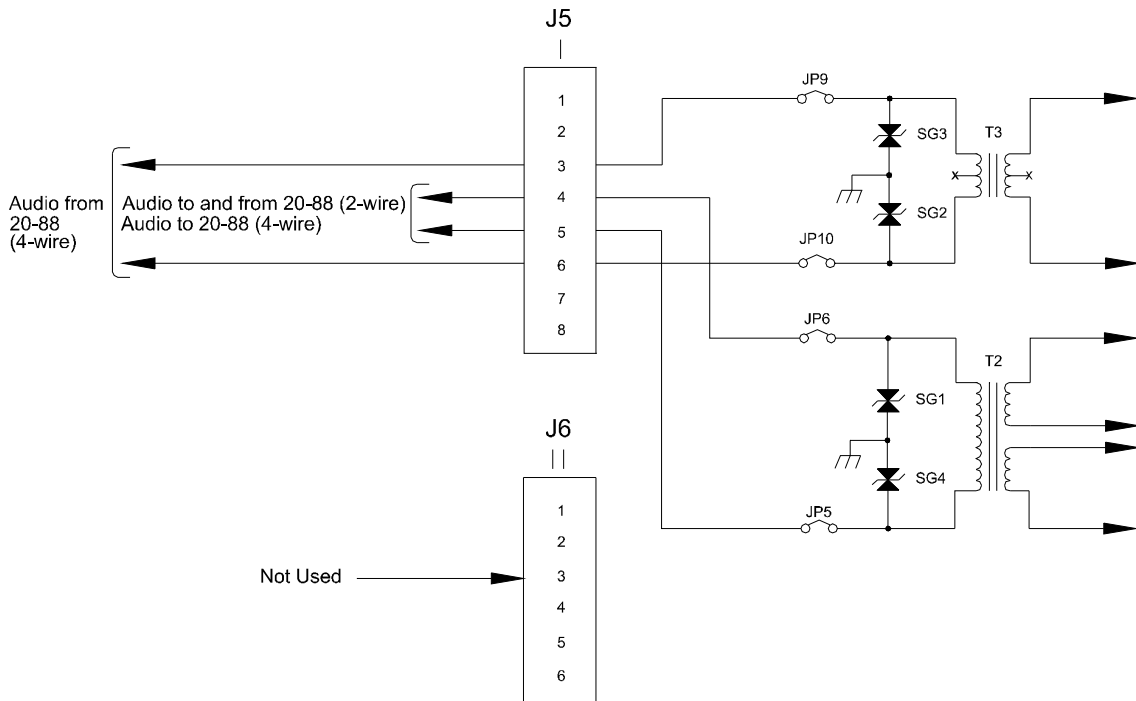 J5
1
2
3
4
5
6
7
8
Audio from
20-88
(4-wire)
Audio to and from 20-88 (2-wire)
Audio to 20-88 (4-wire)
JP9
SG3
SG2
T3
x
x
JP10
JP6
SG1
SG4
T2
JP5
J6
1
2
3
4
5
6
Not Used